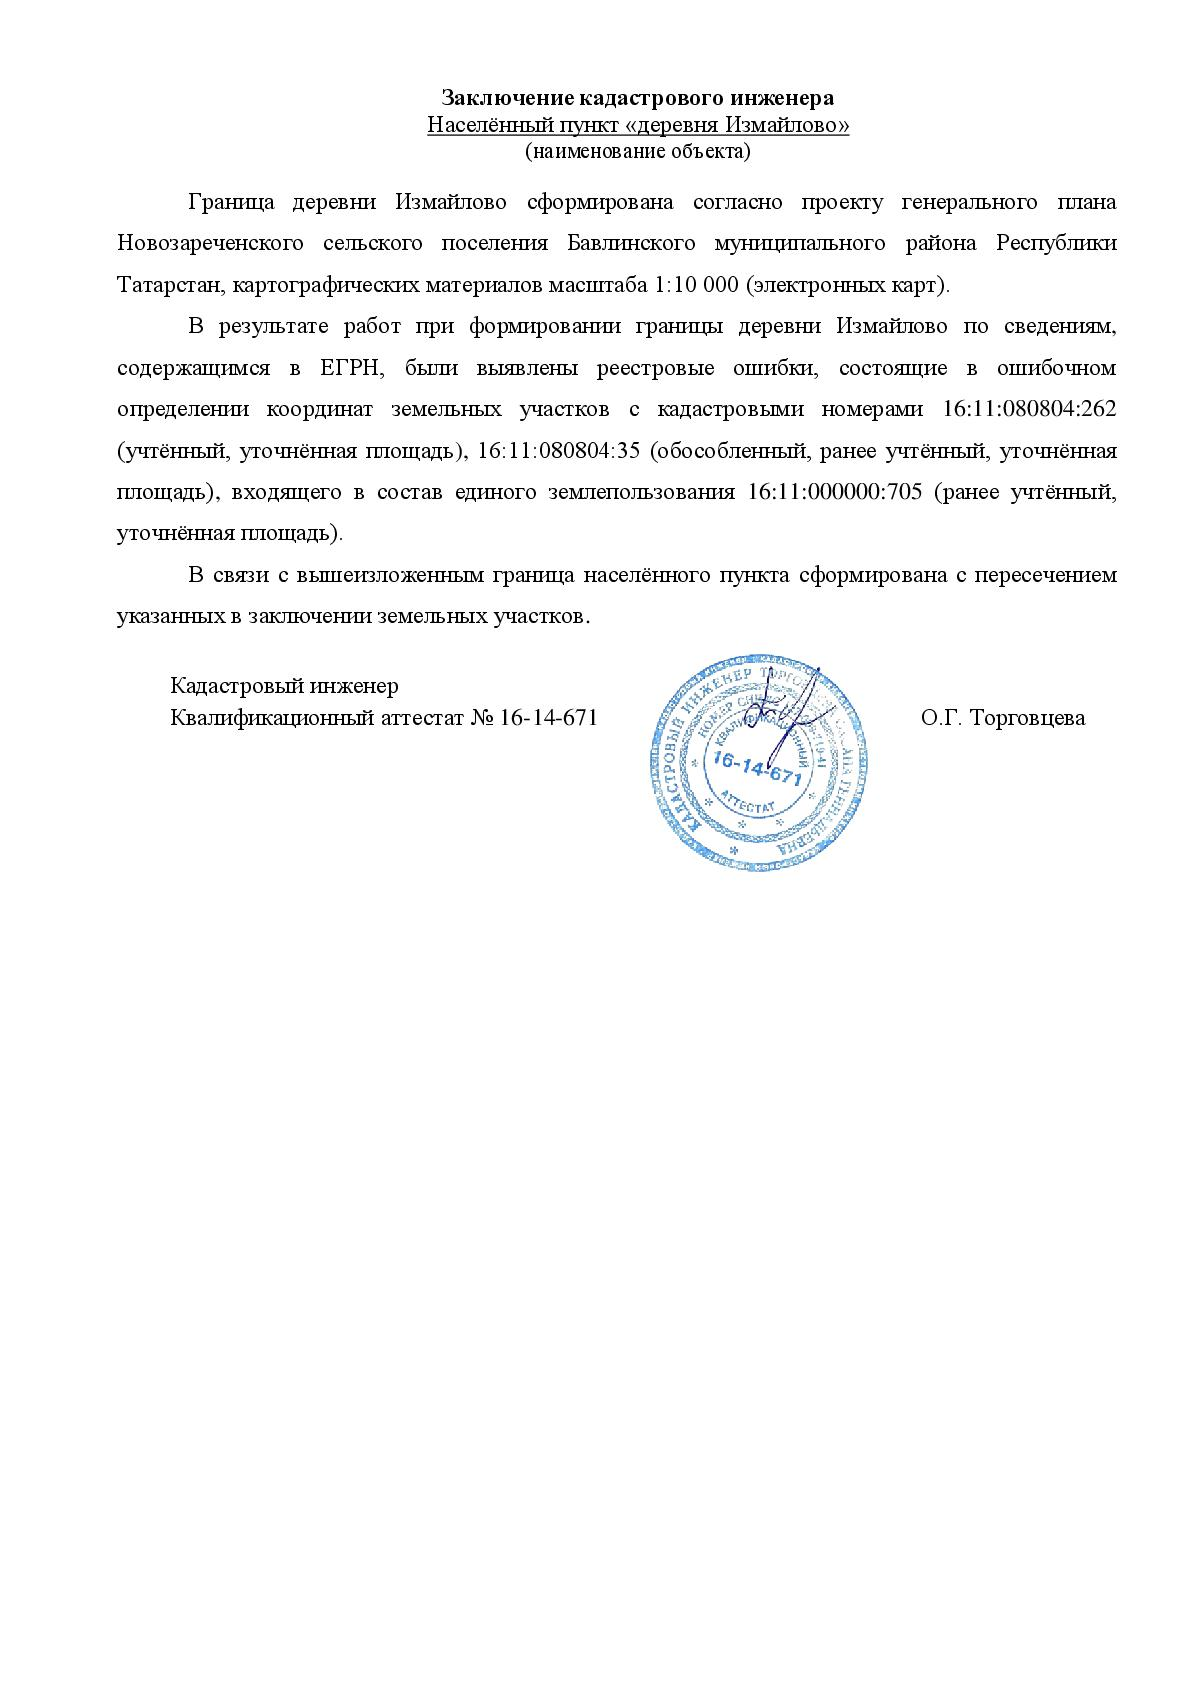 Заключение кадастрового инженера
Населённый пункт «деревня Измайлово»
(наименование объекта)
Граница деревни Измайлово сформирована согласно проекту генерального плана
Новозареченского сельского поселения Бавлинского муниципального района Республики
Татарстан, картографических материалов масштаба 1:10 000 (электронных карт).
В результате работ при формировании границы деревни Измайлово по сведениям,
содержащимся в ЕГРН, были выявлены реестровые ошибки, состоящие в ошибочном
определении координат земельных участков с кадастровыми номерами 16:11:080804:262
(учтённый, уточнённая площадь), 16:11:080804:35 (обособленный, ранее учтённый, уточнённая
площадь), входящего в состав единого землепользования 16:11:000000:705 (ранее учтённый,
уточнённая площадь).
В связи с вышеизложенным граница населённого пункта сформирована с пересечением
указанных в заключении земельных участков.
Кадастровый инженер
Квалификационный аттестат № 16-14-671
О.Г. Торговцева
КАДАСТРОВЫЙ ИНЖЕНЕР ГЕННАДЬЕВНА
НОМЕР
КВАЛИФИКАЦИОННЫЙ
16-14-671
АТТЕСТАТ